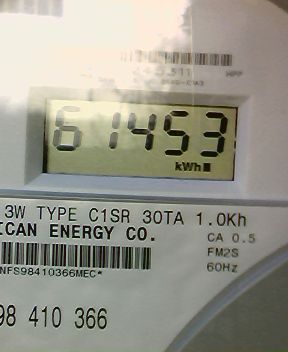 61453
kWh
3W TYPE C1SR 30TA 1.0Kh
ICAN ENERGY CO.
CA 0.5
FM2S
60Hz
NFS98410366MEC*
98 410 366